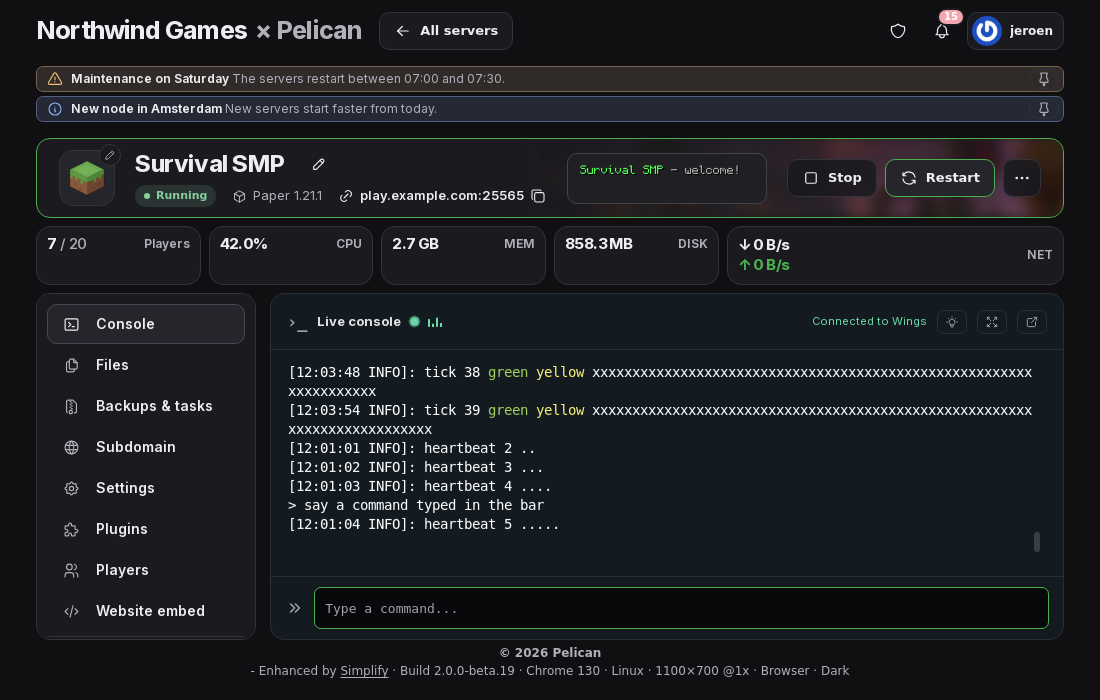 Northwind Games × Pelican
All servers
15
jeroen
Maintenance on Saturday The servers restart between 07:00 and 07:30.
New node in Amsterdam New servers start faster from today.
Survival SMP
Running
Paper 1.21.1
play.example.com:25565
Survival SMP – welcome!
Stop
Restart
7 / 20 Players
42.0% CPU
2.7 GB MEM
858.3 MB DISK
↓ 0 B/s
↑ 0 B/s
NET
Console
Files
Backups & tasks
Subdomain
Settings
Plugins
Players
Website embed
Live console
Connected to Wings
[12:03:48 INFO]: tick 38 green yellow xxxxxxxxxxxxxxxxxxxxxxxxxxxxxxxxxxxxxxxxxxxxxxxxxxxxxxx
xxxxxxxxxxx
[12:03:54 INFO]: tick 39 green yellow xxxxxxxxxxxxxxxxxxxxxxxxxxxxxxxxxxxxxxxxxxxxxxxxxxxxxxx
xxxxxxxxxxxxxxxxxx
[12:01:01 INFO]: heartbeat 2 ..
[12:01:02 INFO]: heartbeat 3 ...
[12:01:03 INFO]: heartbeat 4 ....
> say a command typed in the bar
[12:01:04 INFO]: heartbeat 5 .....
Type a command...
© 2026 Pelican
- Enhanced by Simplify · Build 2.0.0-beta.19 · Chrome 130 · Linux · 1100×700 @1x · Browser · Dark